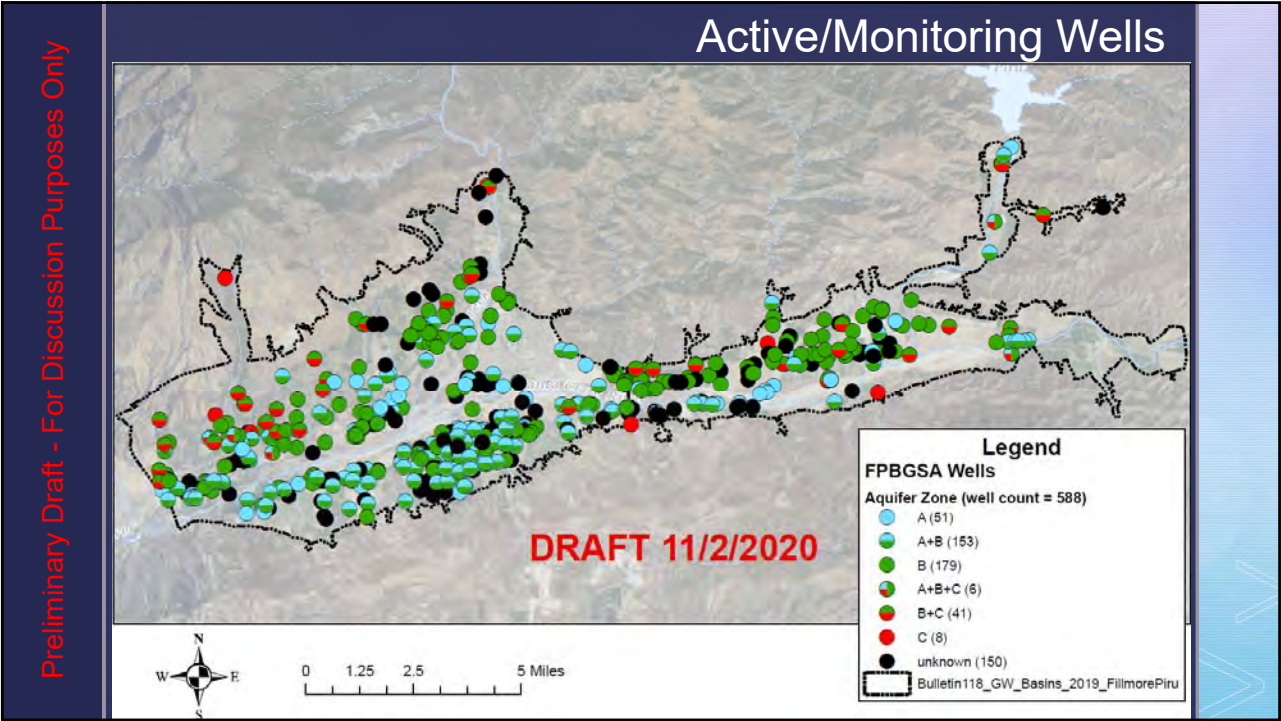 Preliminary Draft - For Discussion Purposes Only
Active/Monitoring Wells
DRAFT 11/2/2020
Legend
FPBGSA Wells
Aquifer Zone (well count = 588)
A (51)
A+B (153)
B (179)
A+B+C (6)
B+C (41)
C (8)
unknown (150)
Bulletin118_GW_Basins_2019_FillmorePiru
N
W
E
S
0 1.25 2.5 5 Miles